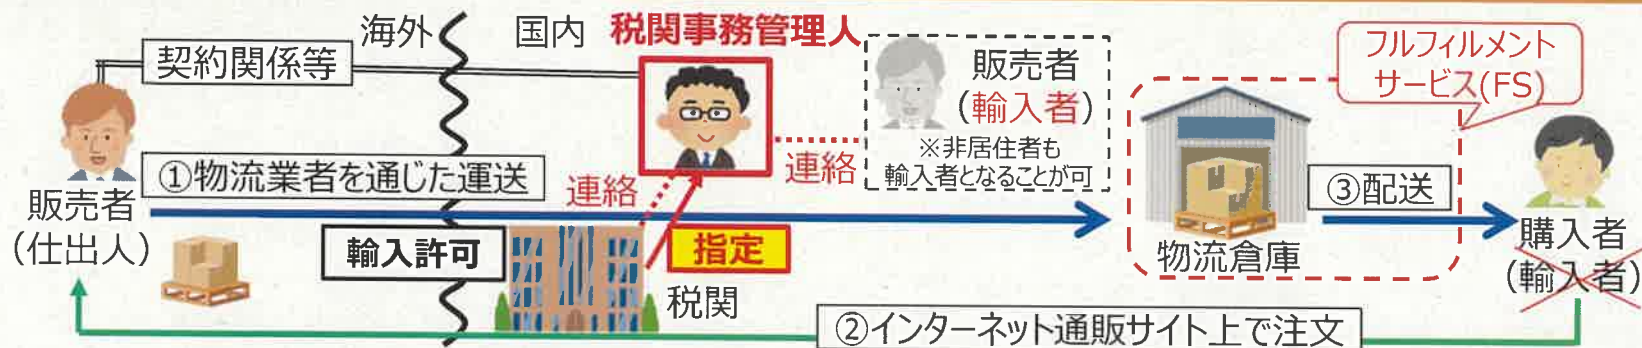 海外
国内
税関事務管理人
契約関係等
販売者
(輸入者)
※非居住者も
輸入者となることが可
フルフィルメント
サービス(FS)
①物流業者を通じた運送
連絡
連絡
③配送
販売者
(仕出人)
輸入許可
指定
税関
物流倉庫
購入者
(輸入者)
②インターネット通販サイト上で注文